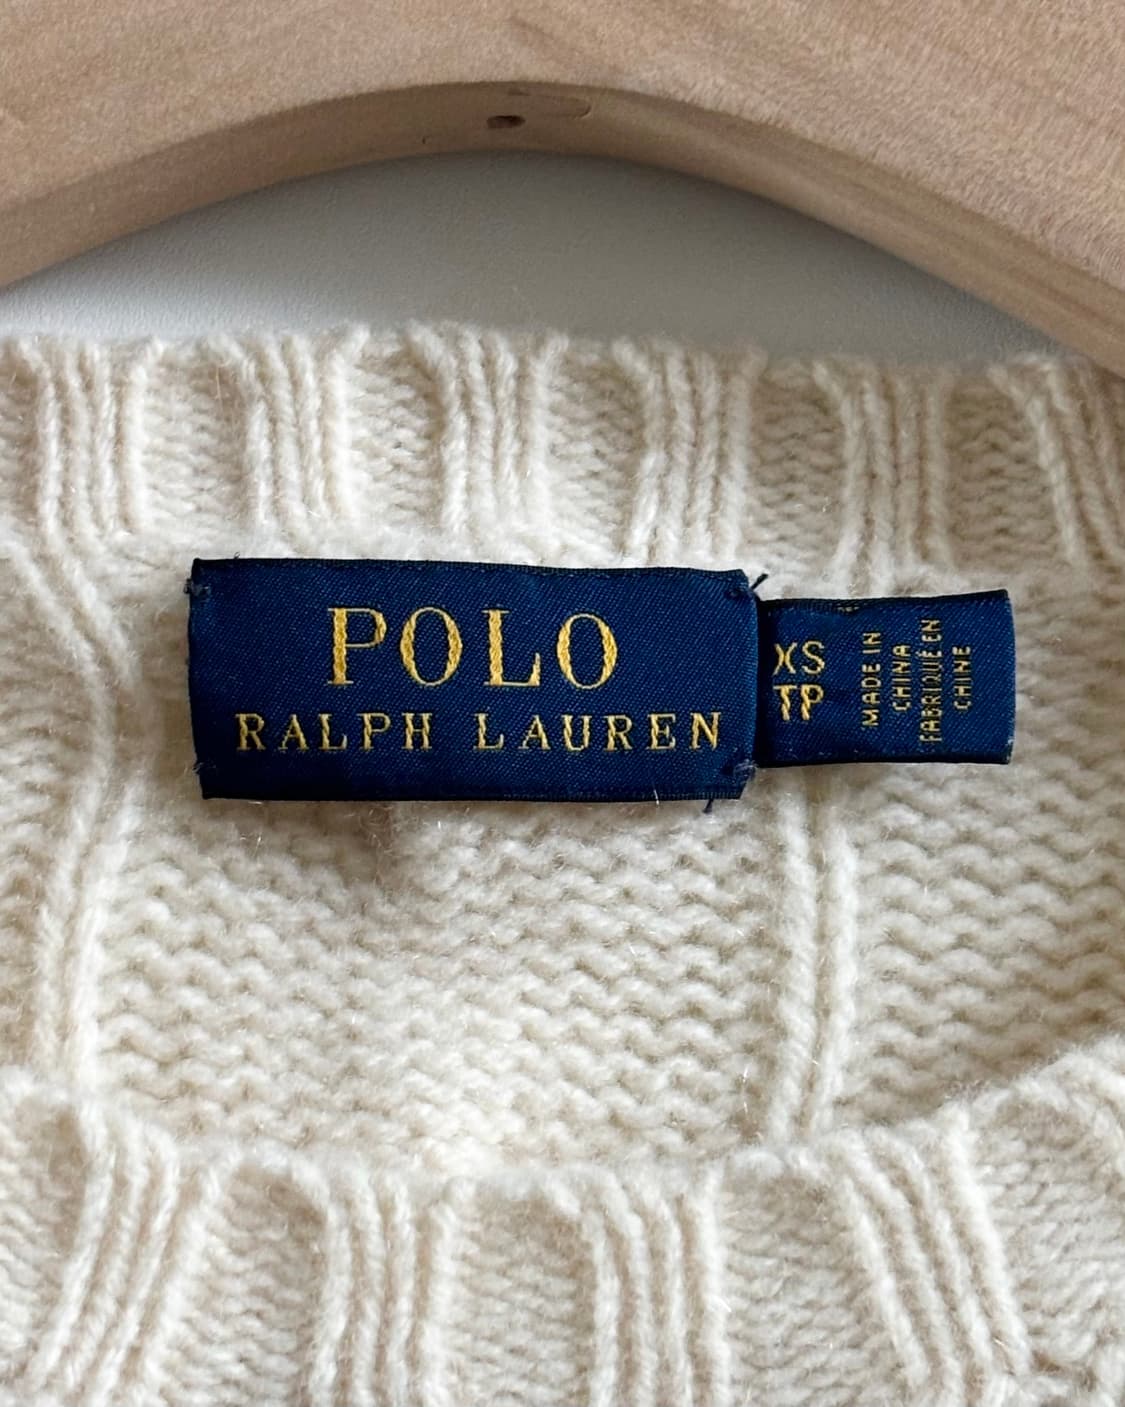 POLO
RALPH LAUREN
XS
TP
MADE IN
CHINA
FABRIQUÉ EN
CHINE